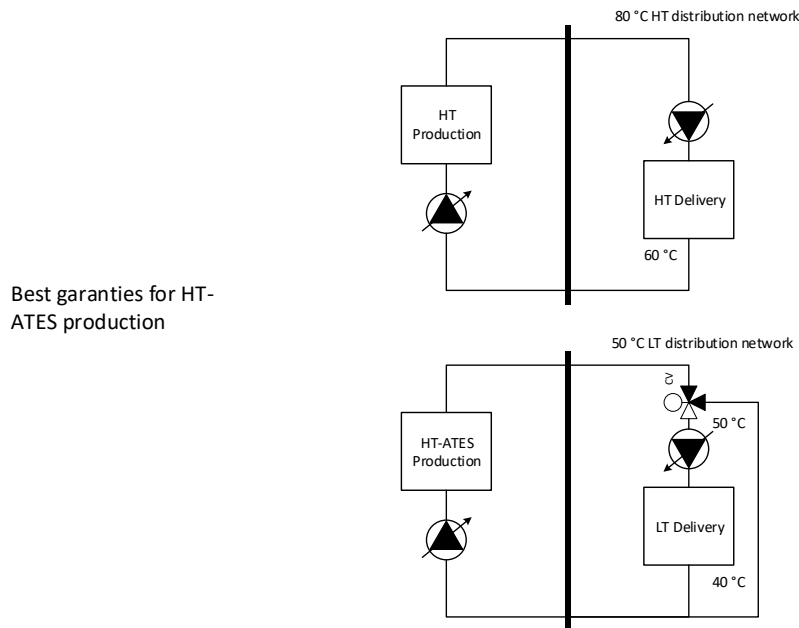 80 °C HT distribution network
HT
Production
HT Delivery
60 °C
Best garanties for HT-
ATES production
50 °C LT distribution network
CV
50 °C
HT-ATES
Production
LT Delivery
40 °C